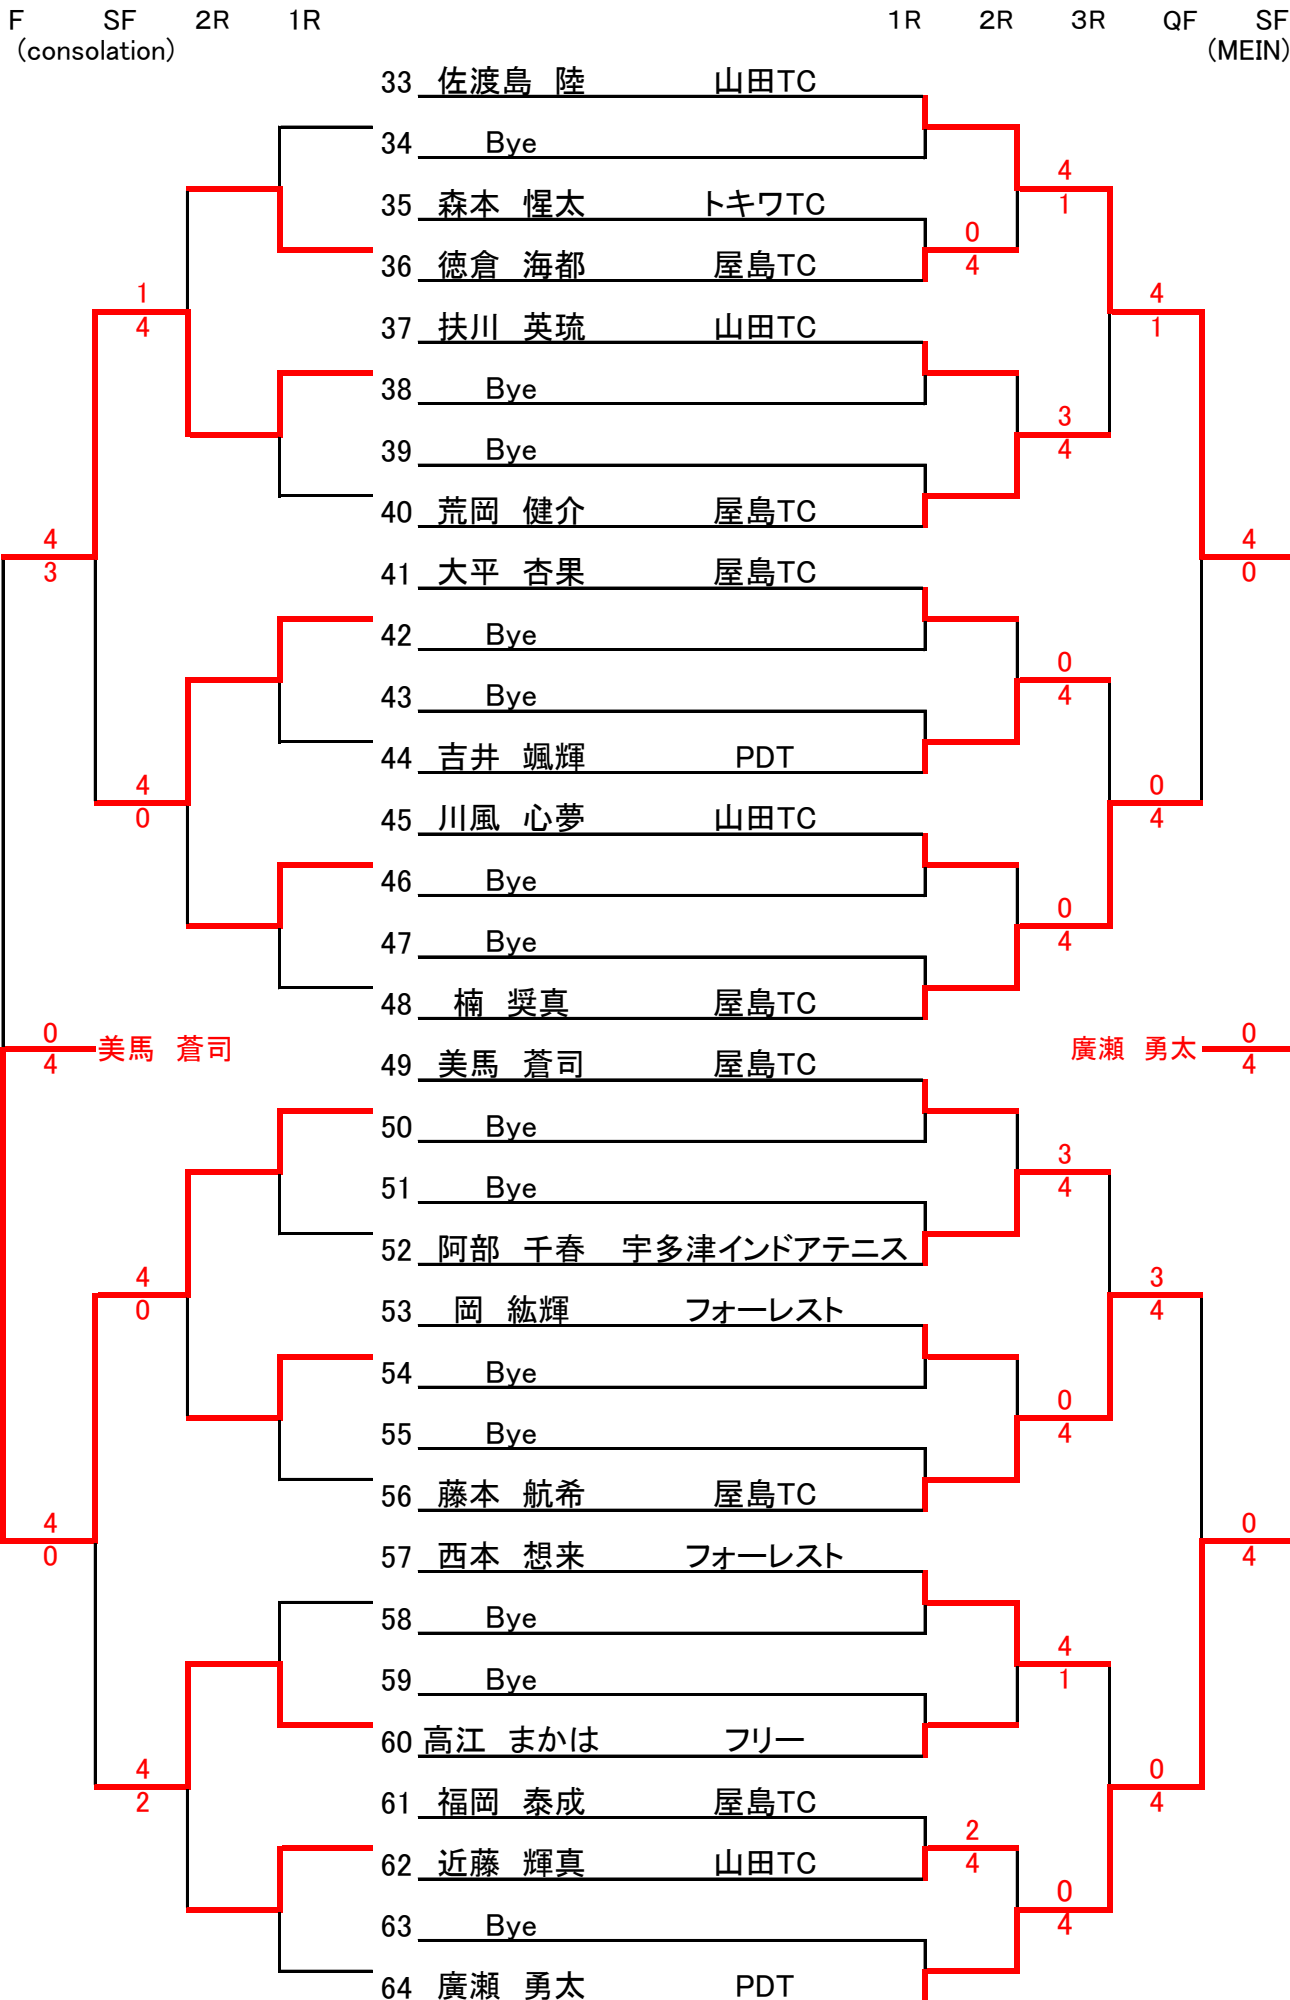 F SF 2R 1R 1R 2R 3R QF SF
(consolation) (MEIN)
33 佐渡島 陸 山田TC
34 Bye
4
35 森本 惺太 トキワTC 1
0
36 徳倉 海都 屋島TC 4
1 4
4 37 扶川 英琉 山田TC 1
38 Bye
3
39 Bye 4
40 荒岡 健介 屋島TC
4 4
3 41 大平 杏果 屋島TC 0
42 Bye
0
43 Bye 4
44 吉井 颯輝 PDT
4 0
0 45 川風 心夢 山田TC 4
46 Bye
0
47 Bye 4
48 楠 奨真 屋島TC
0 美馬 蒼司 廣瀬 勇太 0
4 49 美馬 蒼司 屋島TC 4
50 Bye
3
51 Bye 4
52 阿部 千春 宇多津インドアテニス
4 3
0 53 岡 紘輝 フォーレスト 4
54 Bye
0
55 Bye 4
56 藤本 航希 屋島TC
4 0
0 57 西本 想来 フォーレスト 4
58 Bye
4
59 Bye 1
60 高江 まかは フリー
4 0
2 61 福岡 泰成 屋島TC 4
2
62 近藤 輝真 山田TC 4
0
63 Bye 4
64 廣瀬 勇太 PDT